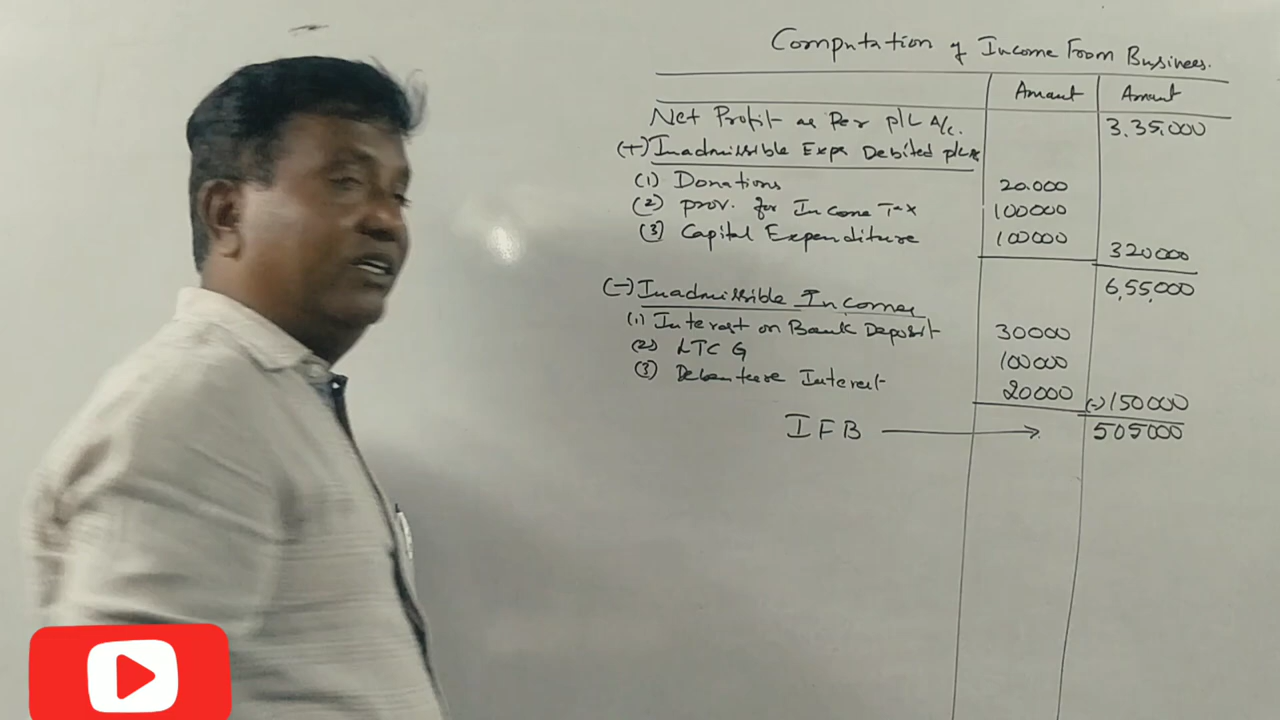 Computation of Income From Business.
Amount Amount
Net Profit as Per P/L A/c. 3,35,000
(+) Inadmissible Exps Debited P/L A/c
(1) Donations 20.000
(2) Prov. for Income Tax 100000
(3) Capital Expenditure 100000 320000
6,55,000
(-) Inadmissible Incomes
(1) Interest on Bank Deposit 30000
(2) LTC G 100000
(3) Debenture Interest 20000 (-) 150000
IFB 505000